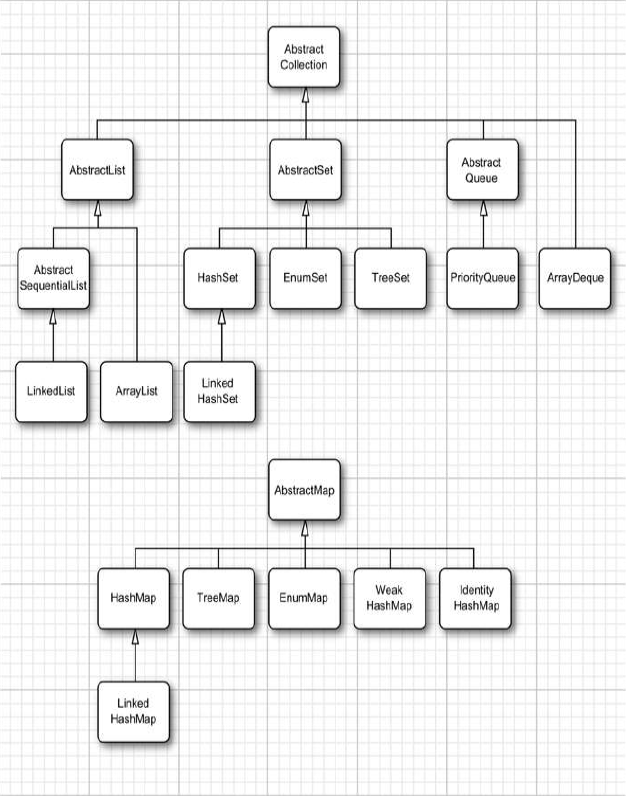 Abstract
Collection
AbstractList
AbstractSet
Abstract
Queue
Abstract
SequentialList
HashSet
EnumSet
TreeSet
PriorityQueue
ArrayDeque
LinkedList
ArrayList
Linked
HashSet
AbstractMap
HashMap
TreeMap
EnumMap
Weak
HashMap
Identity
HashMap
Linked
HashMap